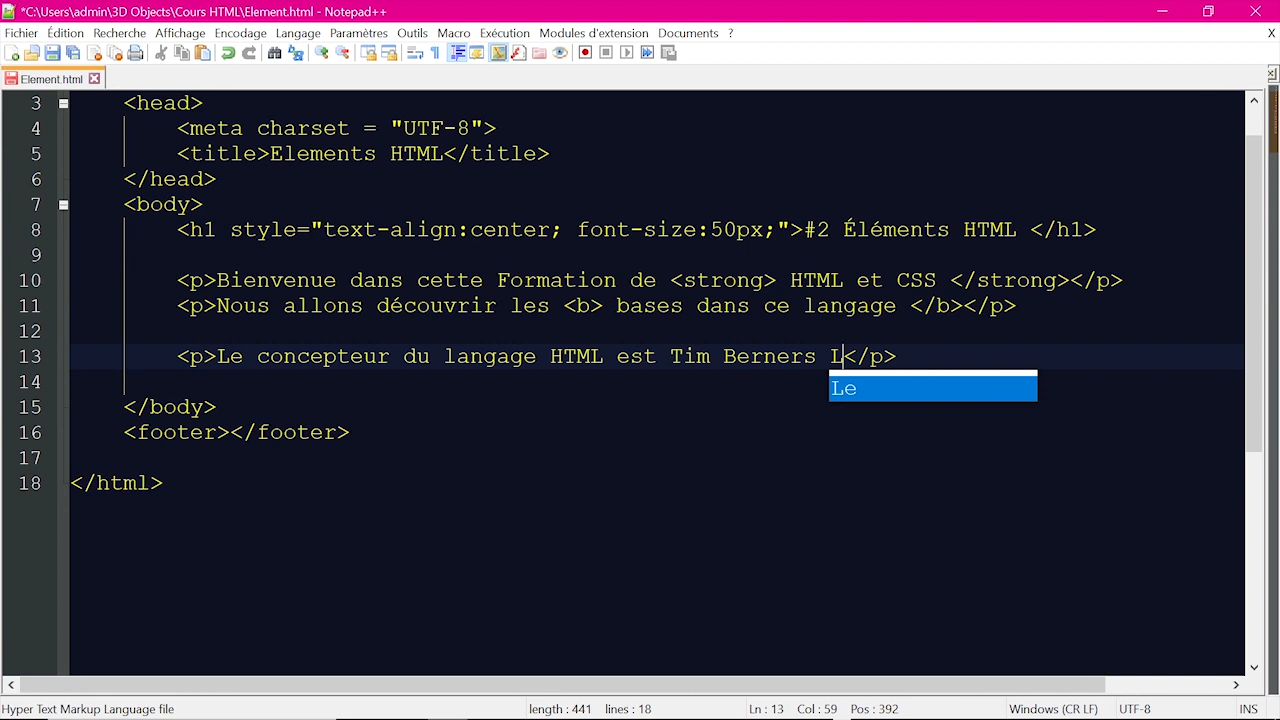 *C:\Users\admin\3D Objects\Cours HTML\Element.html - Notepad++
Fichier Édition Recherche Affichage Encodage Langage Paramètres Outils Macro Exécution Modules d'extension Documents ? X
Element.html
3 <head>
4 <meta charset = "UTF-8">
5 <title>Elements HTML</title>
6 </head>
7 <body>
8 <h1 style="text-align:center; font-size:50px;">#2 Éléments HTML </h1>
9
10 <p>Bienvenue dans cette Formation de <strong> HTML et CSS </strong></p>
11 <p>Nous allons découvrir les <b> bases dans ce langage </b></p>
12
13 <p>Le concepteur du langage HTML est Tim Berners L</p>
Le
14
15 </body>
16 <footer></footer>
17
18 </html>
Hyper Text Markup Language file length : 441 lines : 18 Ln : 13 Col : 59 Pos : 392 Windows (CR LF) UTF-8 INS